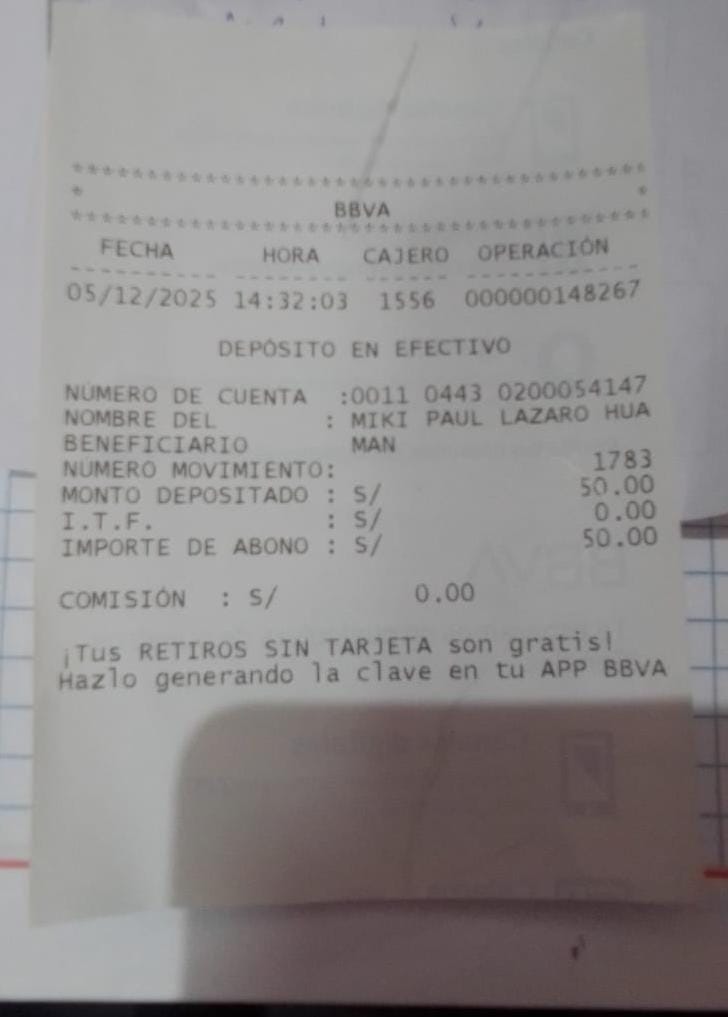 ****************************************
* BBVA *
****************************************
FECHA HORA CAJERO OPERACIÓN
05/12/2025 14:32:03 1556 000000148267
DEPÓSITO EN EFECTIVO
NÚMERO DE CUENTA :0011 0443 0200054147
NOMBRE DEL : MIKI PAUL LAZARO HUA
BENEFICIARIO MAN
NÚMERO MOVIMIENTO: 1783
MONTO DEPOSITADO : S/ 50.00
I.T.F. : S/ 0.00
IMPORTE DE ABONO : S/ 50.00
COMISIÓN : S/ 0.00
¡Tus RETIROS SIN TARJETA son gratis!
Hazlo generando la clave en tu APP BBVA